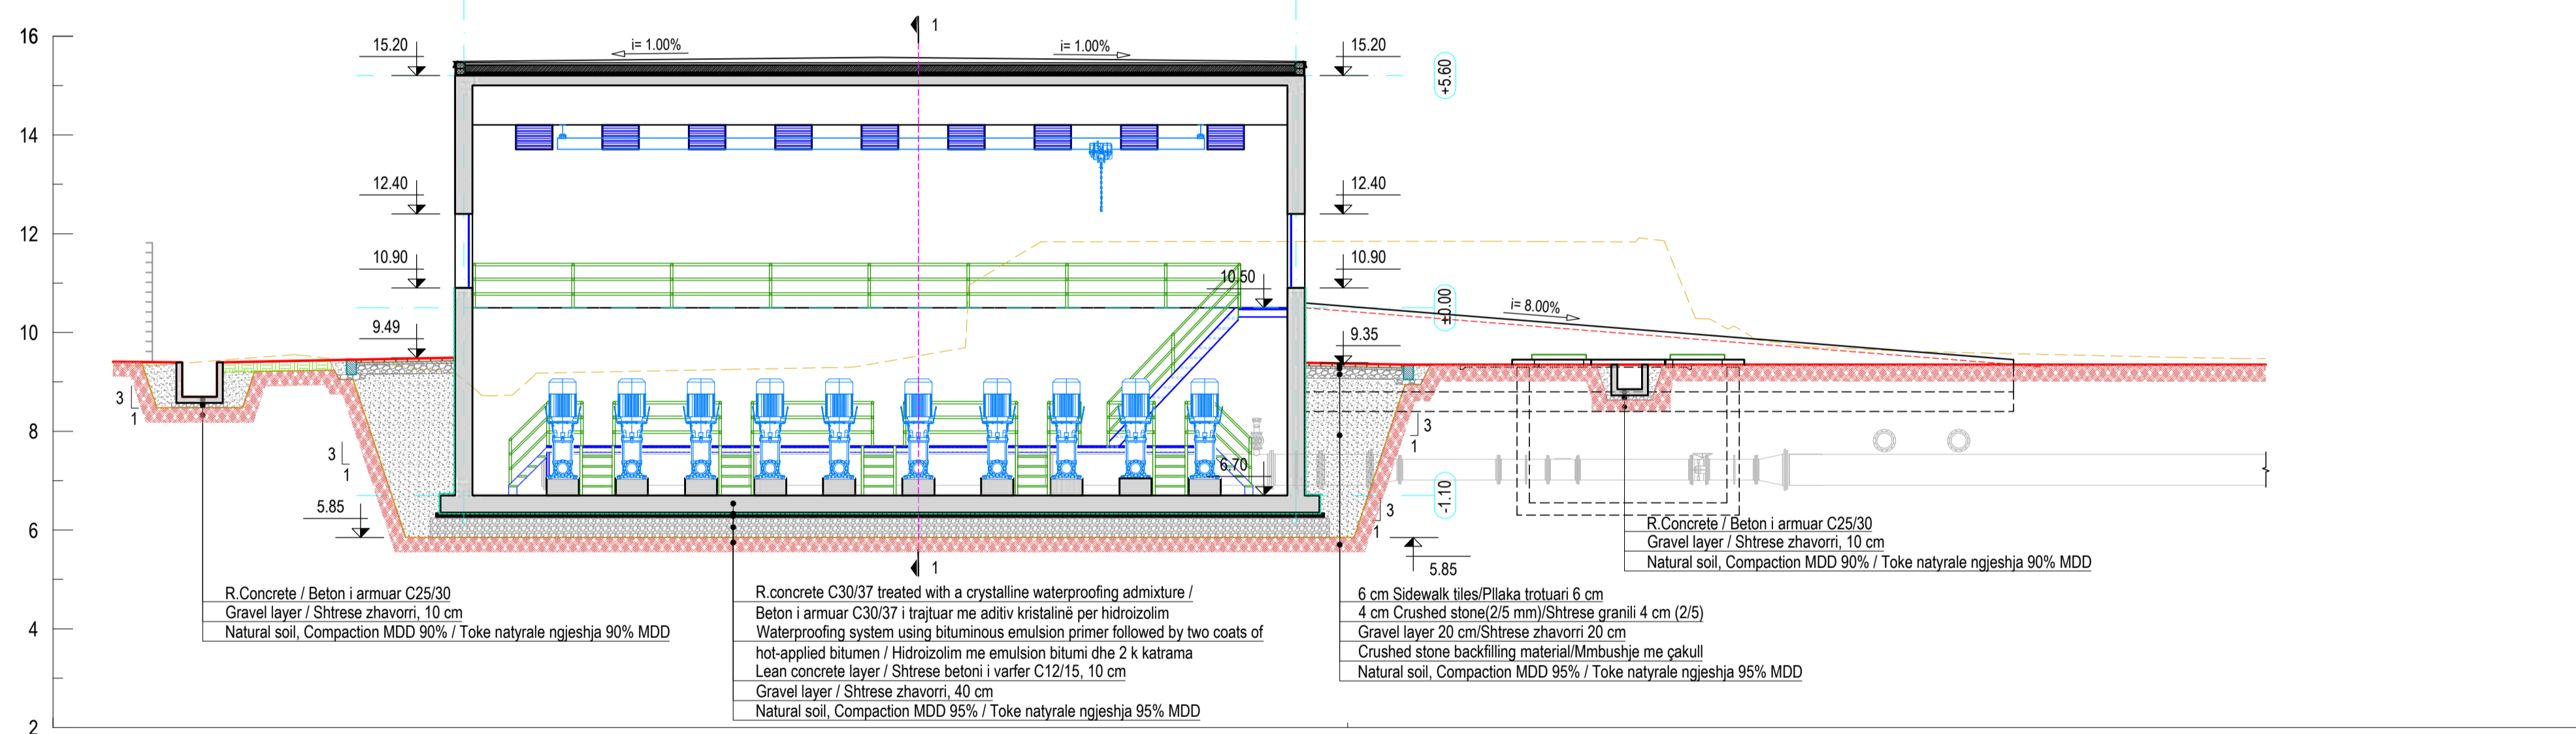 16
1
15.20
i= 1.00%
i= 1.00%
15.20
+5.60
14
12.40
12.40
12
10.90
10.50
10.90
±0.00
i= 8.00%
10
9.49
9.35
3
1
8
3
1
3
1
6.70
-1.10
5.85
3
1
6
1
5.85
R.Concrete / Beton i armuar C25/30
Gravel layer / Shtrese zhavorri, 10 cm
Natural soil, Compaction MDD 90% / Toke natyrale ngjeshja 90% MDD
R.Concrete / Beton i armuar C25/30
Gravel layer / Shtrese zhavorri, 10 cm
Natural soil, Compaction MDD 90% / Toke natyrale ngjeshja 90% MDD
R.concrete C30/37 treated with a crystalline waterproofing admixture /
Beton i armuar C30/37 i trajtuar me aditiv kristalinë per hidroizolim
Waterproofing system using bituminous emulsion primer followed by two coats of
hot-applied bitumen / Hidroizolim me emulsion bitumi dhe 2 k katrama
Lean concrete layer / Shtrese betoni i varfer C12/15, 10 cm
Gravel layer / Shtrese zhavorri, 40 cm
Natural soil, Compaction MDD 95% / Toke natyrale ngjeshja 95% MDD
6 cm Sidewalk tiles/Pllaka trotuari 6 cm
4 cm Crushed stone(2/5 mm)/Shtrese granili 4 cm (2/5)
Gravel layer 20 cm/Shtrese zhavorri 20 cm
Crushed stone backfilling material/Mmbushje me çakull
Natural soil, Compaction MDD 95% / Toke natyrale ngjeshja 95% MDD
4
2